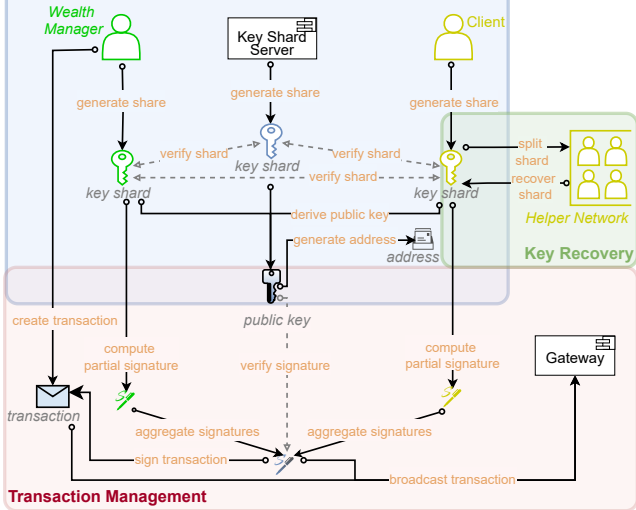 Wealth
Manager
Key Shard
Server
Client
generate share
generate share
generate share
verify shard
verify shard
verify shard
key shard
key shard
key shard
split
shard
recover
shard
Helper Network
derive public key
generate address
address
Key Recovery
public key
create transaction
compute
partial signature
verify signature
compute
partial signature
Gateway
transaction
aggregate signatures
aggregate signatures
sign transaction
broadcast transaction
Transaction Management